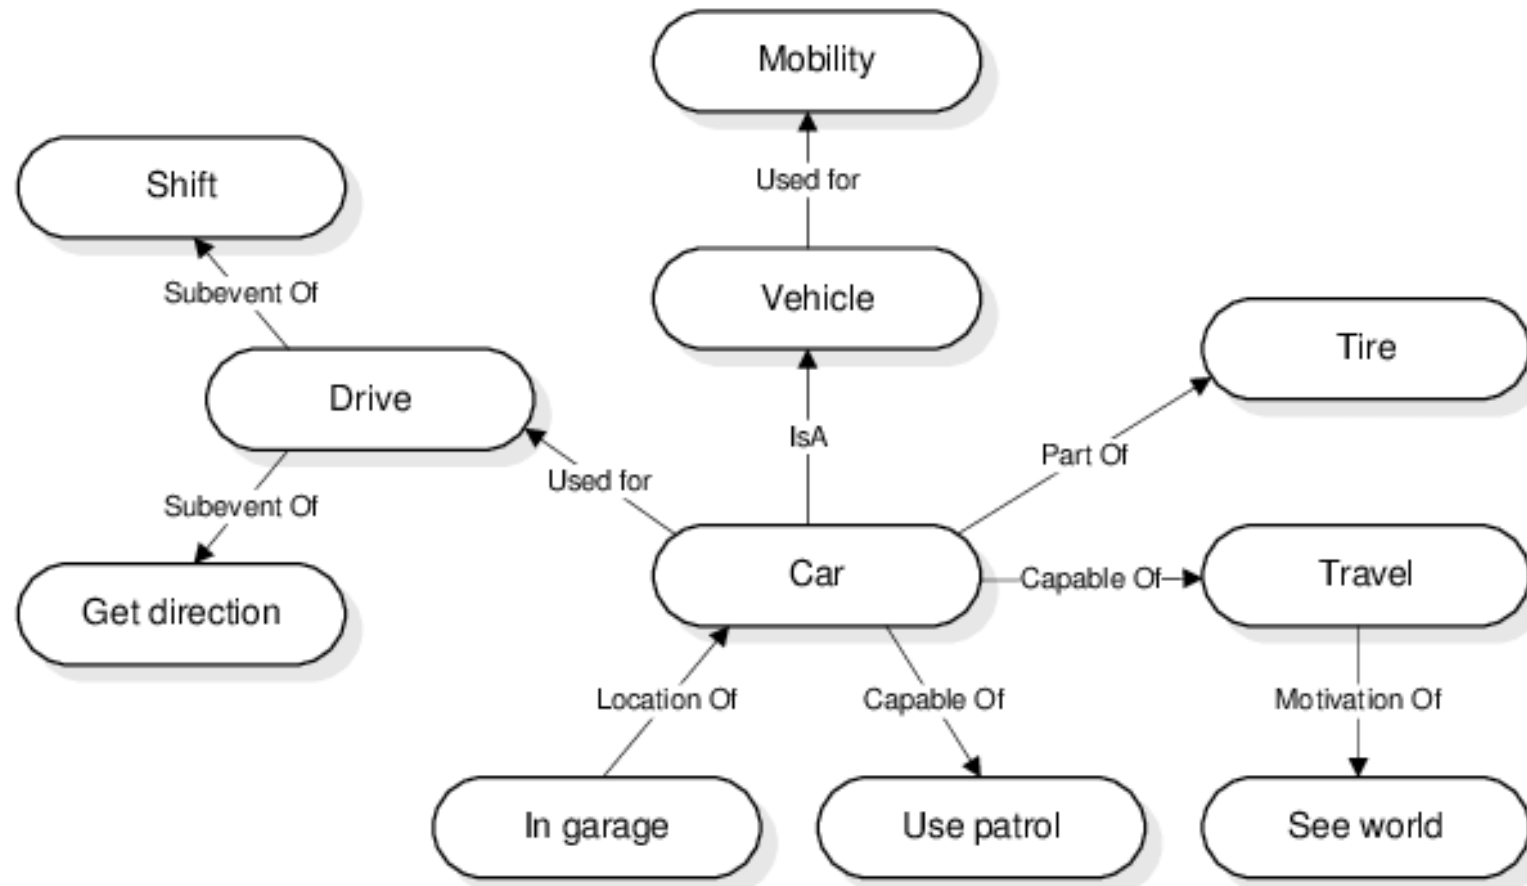 Mobility
Shift
Used for
Subevent Of
Vehicle
Tire
Drive
IsA
Part Of
Used for
Subevent Of
Car
Capable Of
Travel
Get direction
Location Of
Capable Of
Motivation Of
In garage
Use patrol
See world